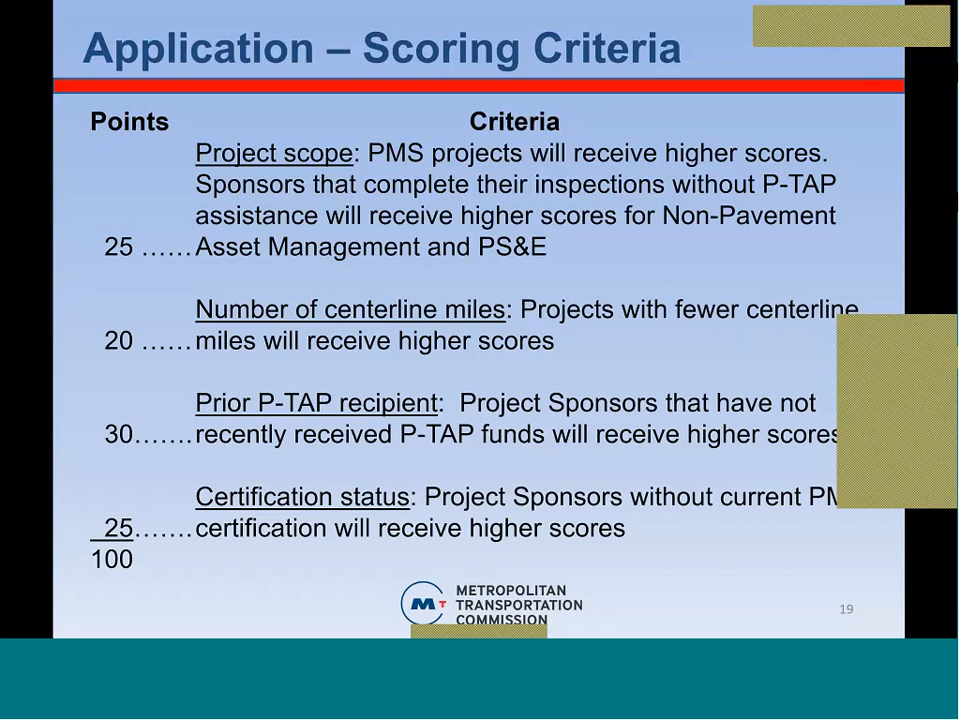 Application – Scoring Criteria
Points Criteria
Project scope: PMS projects will receive higher scores.
Sponsors that complete their inspections without P-TAP
assistance will receive higher scores for Non-Pavement
25 ……Asset Management and PS&E
Number of centerline miles: Projects with fewer centerline
20 ……miles will receive higher scores
Prior P-TAP recipient: Project Sponsors that have not
30…….recently received P-TAP funds will receive higher scores
Certification status: Project Sponsors without current
25…….certification will receive higher scores
100
METROPOLITAN
TRANSPORTATION
COMMISSION
MT
19